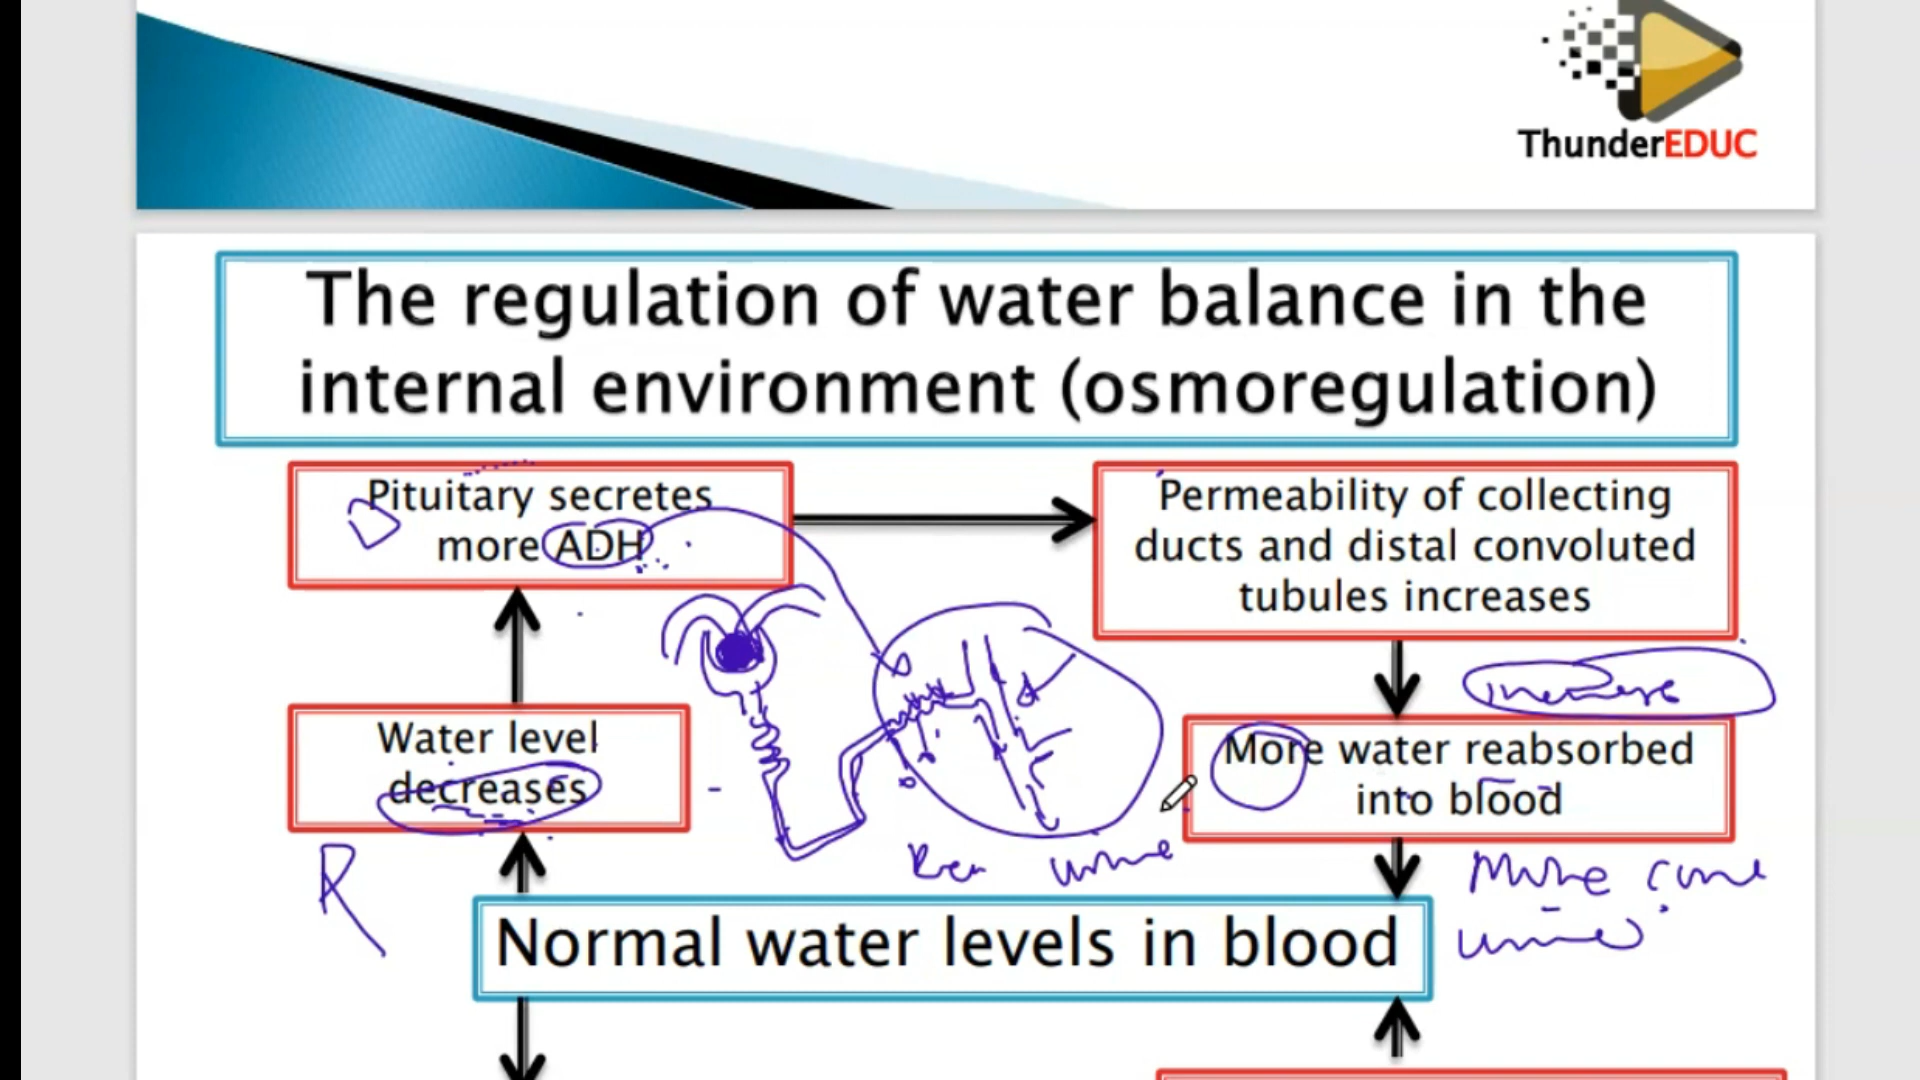 ThunderEDUC
The regulation of water balance in the
internal environment (osmoregulation)
Pituitary secretes
more ADH
Permeability of collecting
ducts and distal convoluted
tubules increases
Water level
decreases
More water reabsorbed
into blood
urine
R
More
urine
Normal water levels in blood